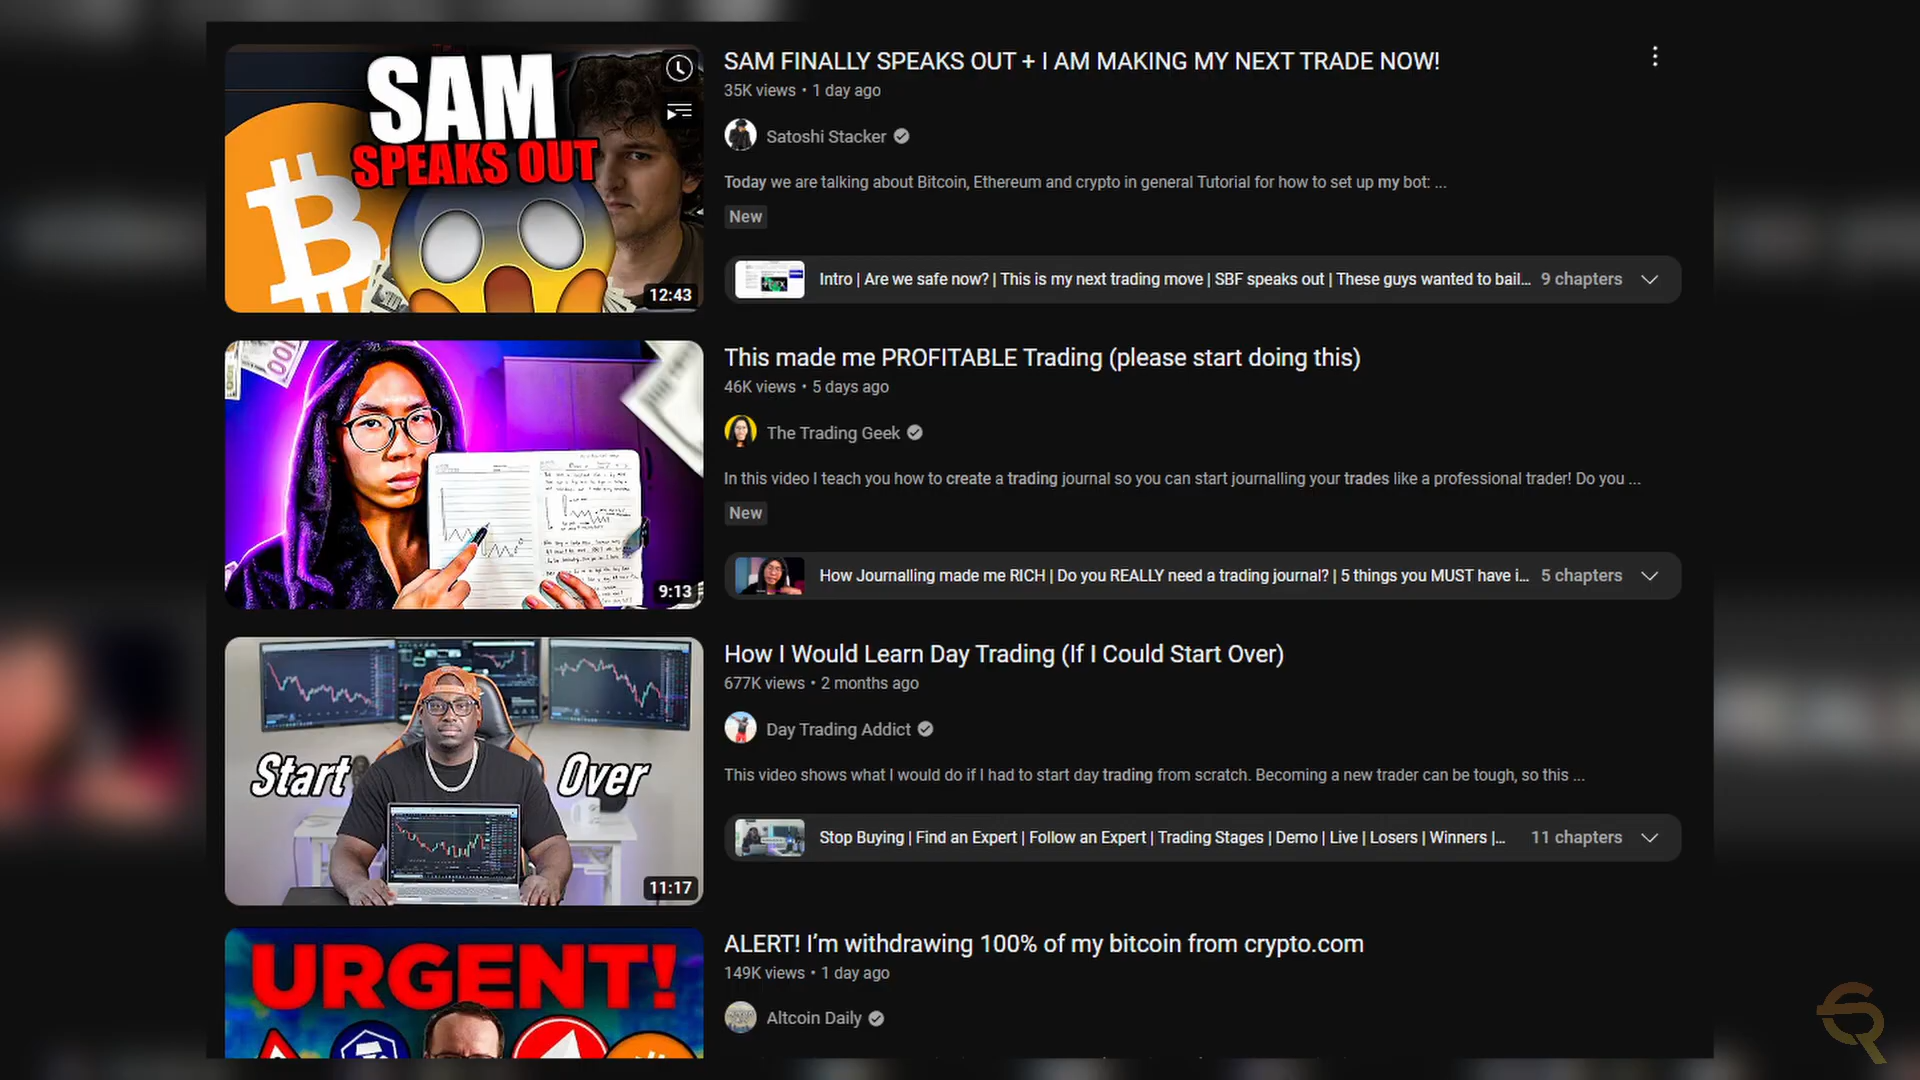 SAM
SPEAKS OUT
12:43
SAM FINALLY SPEAKS OUT + I AM MAKING MY NEXT TRADE NOW!
35K views • 1 day ago
Satoshi Stacker
Today we are talking about Bitcoin, Ethereum and crypto in general Tutorial for how to set up my bot: ...
New
Intro | Are we safe now? | This is my next trading move | SBF speaks out | These guys wanted to bail... 9 chapters
9:13
This made me PROFITABLE Trading (please start doing this)
46K views • 5 days ago
The Trading Geek
In this video I teach you how to create a trading journal so you can start journalling your trades like a professional trader! Do you ...
New
How Journalling made me RICH | Do you REALLY need a trading journal? | 5 things you MUST have i... 5 chapters
Start Over
11:17
How I Would Learn Day Trading (If I Could Start Over)
677K views • 2 months ago
Day Trading Addict
This video shows what I would do if I had to start day trading from scratch. Becoming a new trader can be tough, so this ...
Stop Buying | Find an Expert | Follow an Expert | Trading Stages | Demo | Live | Losers | Winners |... 11 chapters
URGENT!
ALERT! I’m withdrawing 100% of my bitcoin from crypto.com
149K views • 1 day ago
Altcoin Daily